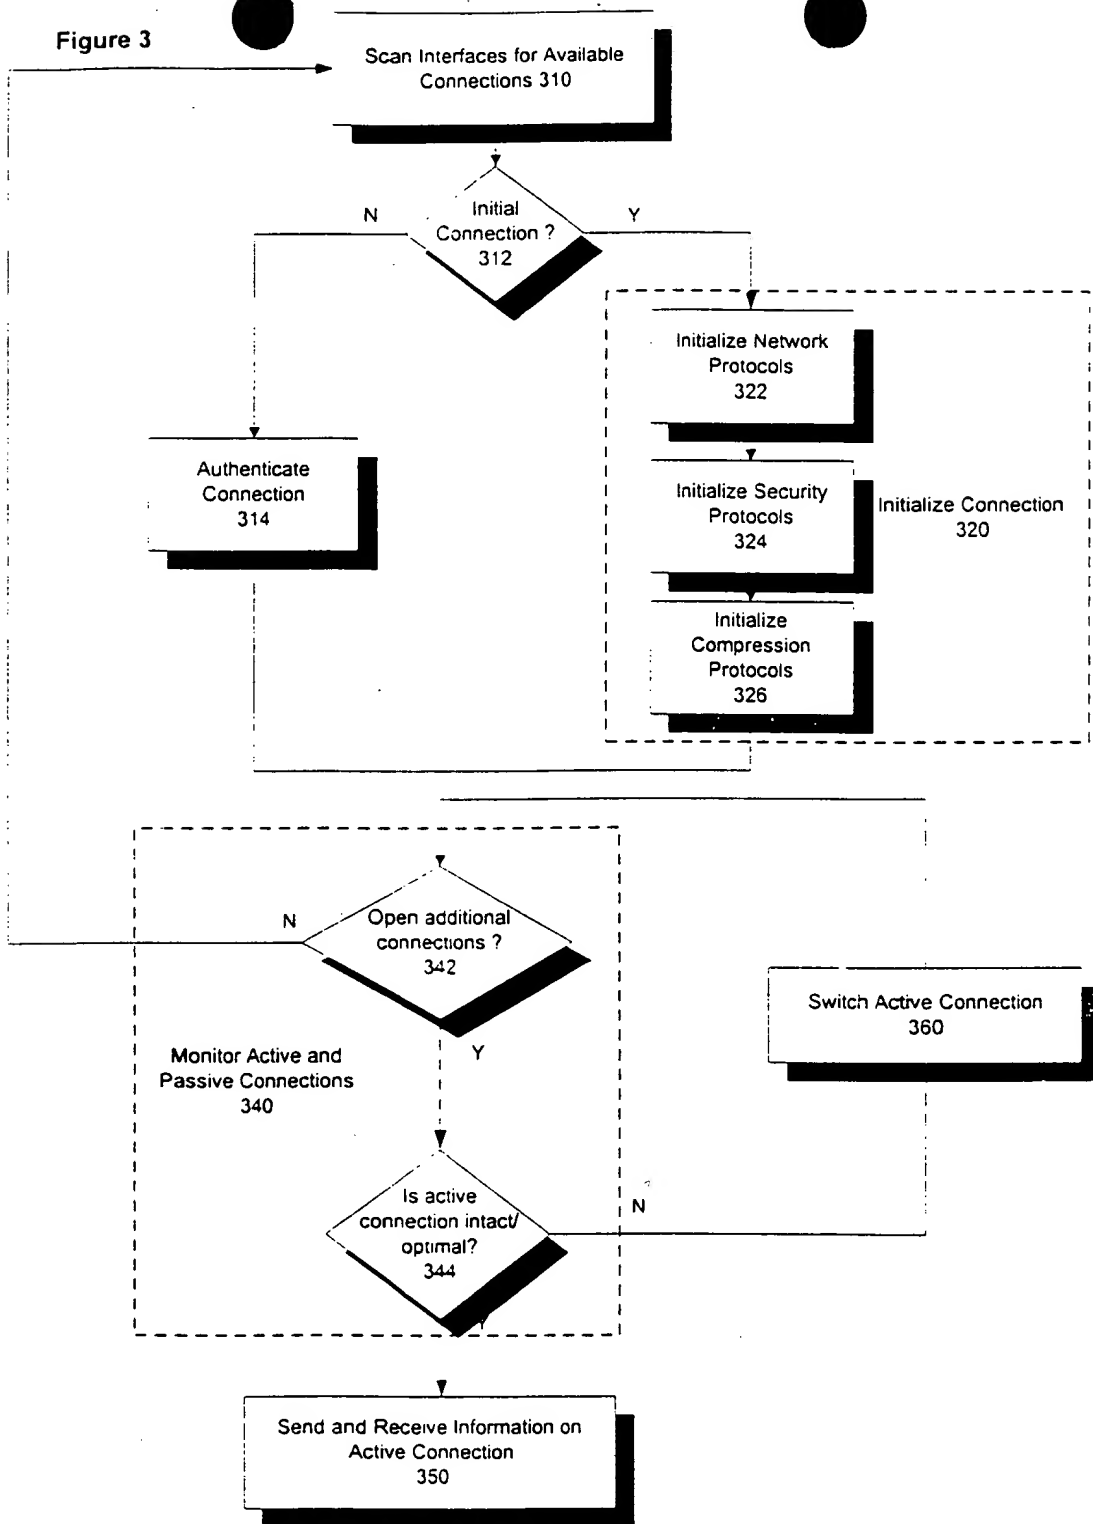 Figure 3
Scan Interfaces for Available
Connections 310
N
Initial
Connection ?
312
Y
Initialize Network
Protocols
322
Authenticate
Connection
314
Initialize Security
Protocols
324
Initialize Connection
320
Initialize
Compression
Protocols
326
N
Open additional
connections ?
342
Y
Switch Active Connection
360
Monitor Active and
Passive Connections
340
Is active
connection intact/
optimal?
344
N
Y
Send and Receive Information on
Active Connection
350